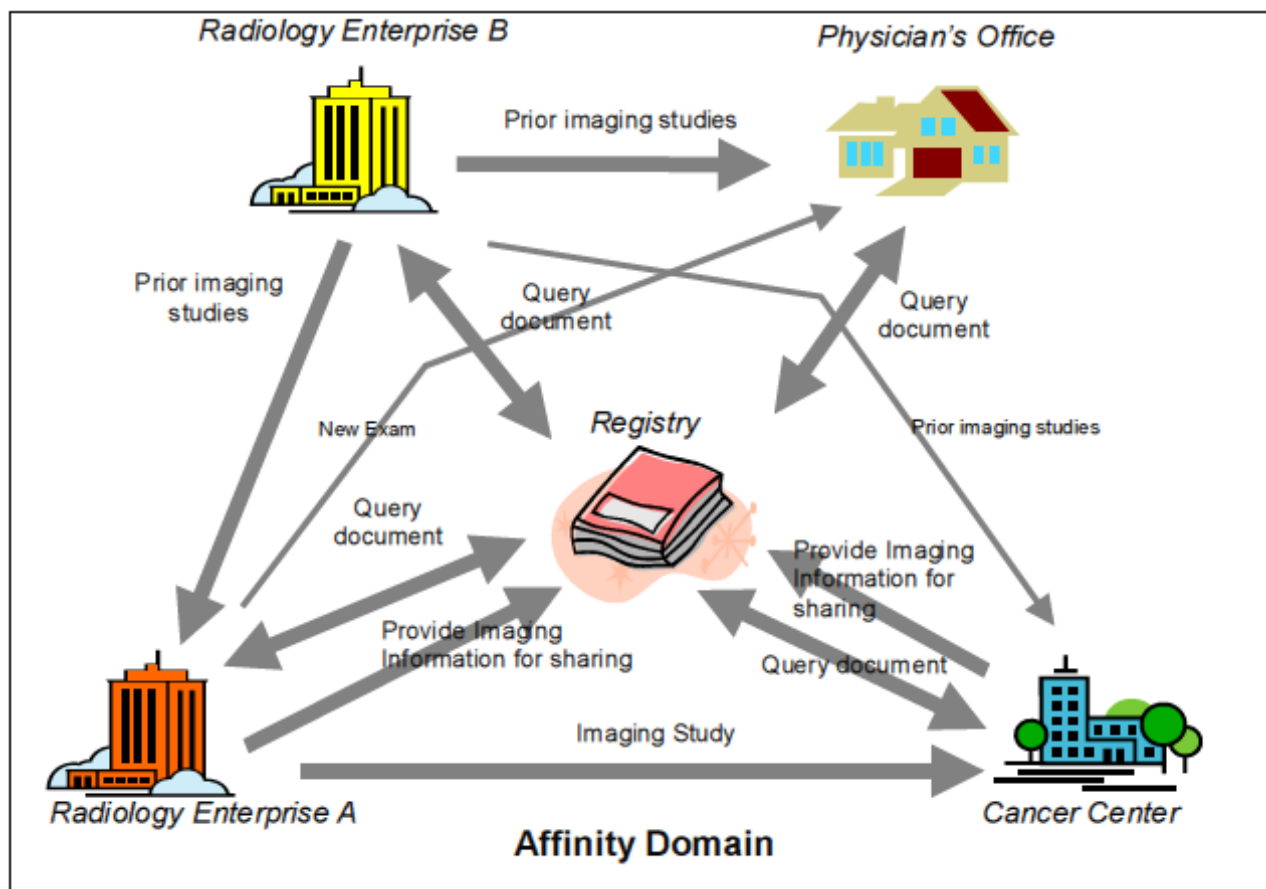 Radiology Enterprise B
Physician's Office
Prior imaging studies
Prior imaging
studies
Query
document
Query
document
New Exam
Registry
Prior imaging studies
Query
document
Provide Imaging
Information for
sharing
Provide Imaging
Information for sharing
Query document
Imaging Study
Radiology Enterprise A
Cancer Center
Affinity Domain